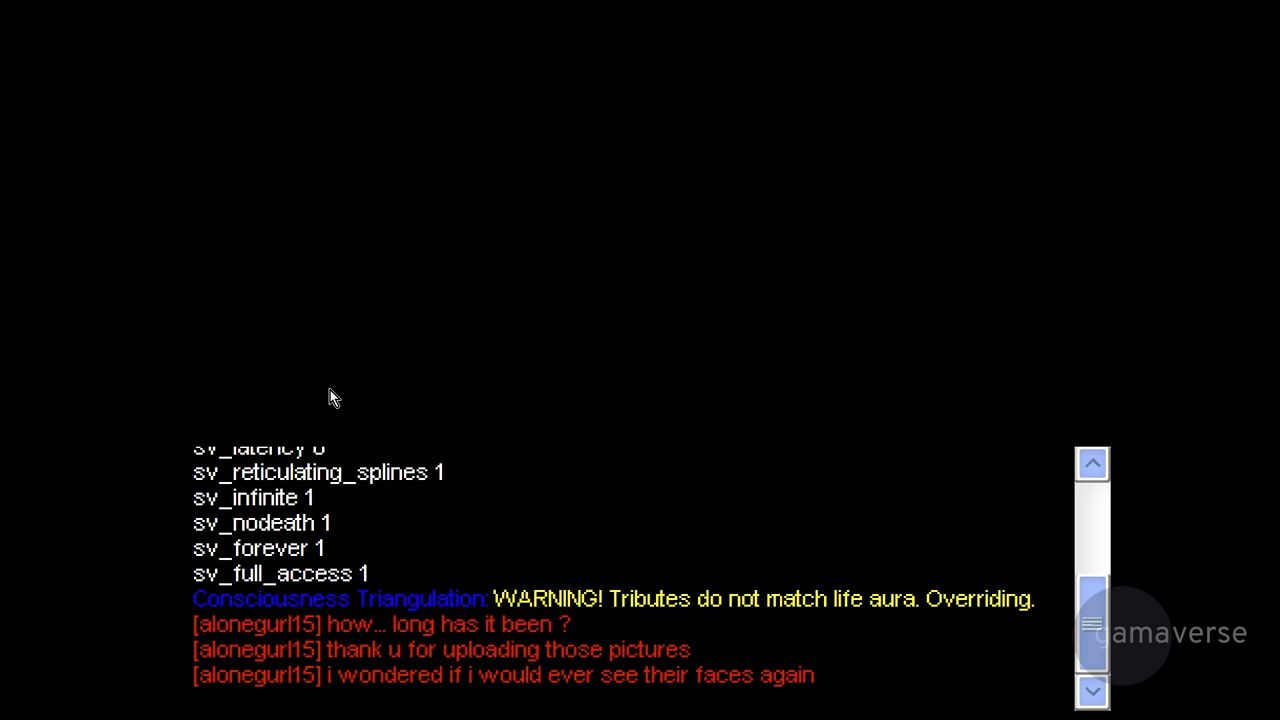 sv_latency 0
sv_reticulating_splines 1
sv_infinite 1
sv_nodeath 1
sv_forever 1
sv_full_access 1
Consciousness Triangulation: WARNING! Tributes do not match life aura. Overriding.
[alonegurl15] how... long has it been ?
[alonegurl15] thank u for uploading those pictures
[alonegurl15] i wondered if i would ever see their faces again
gamaverse